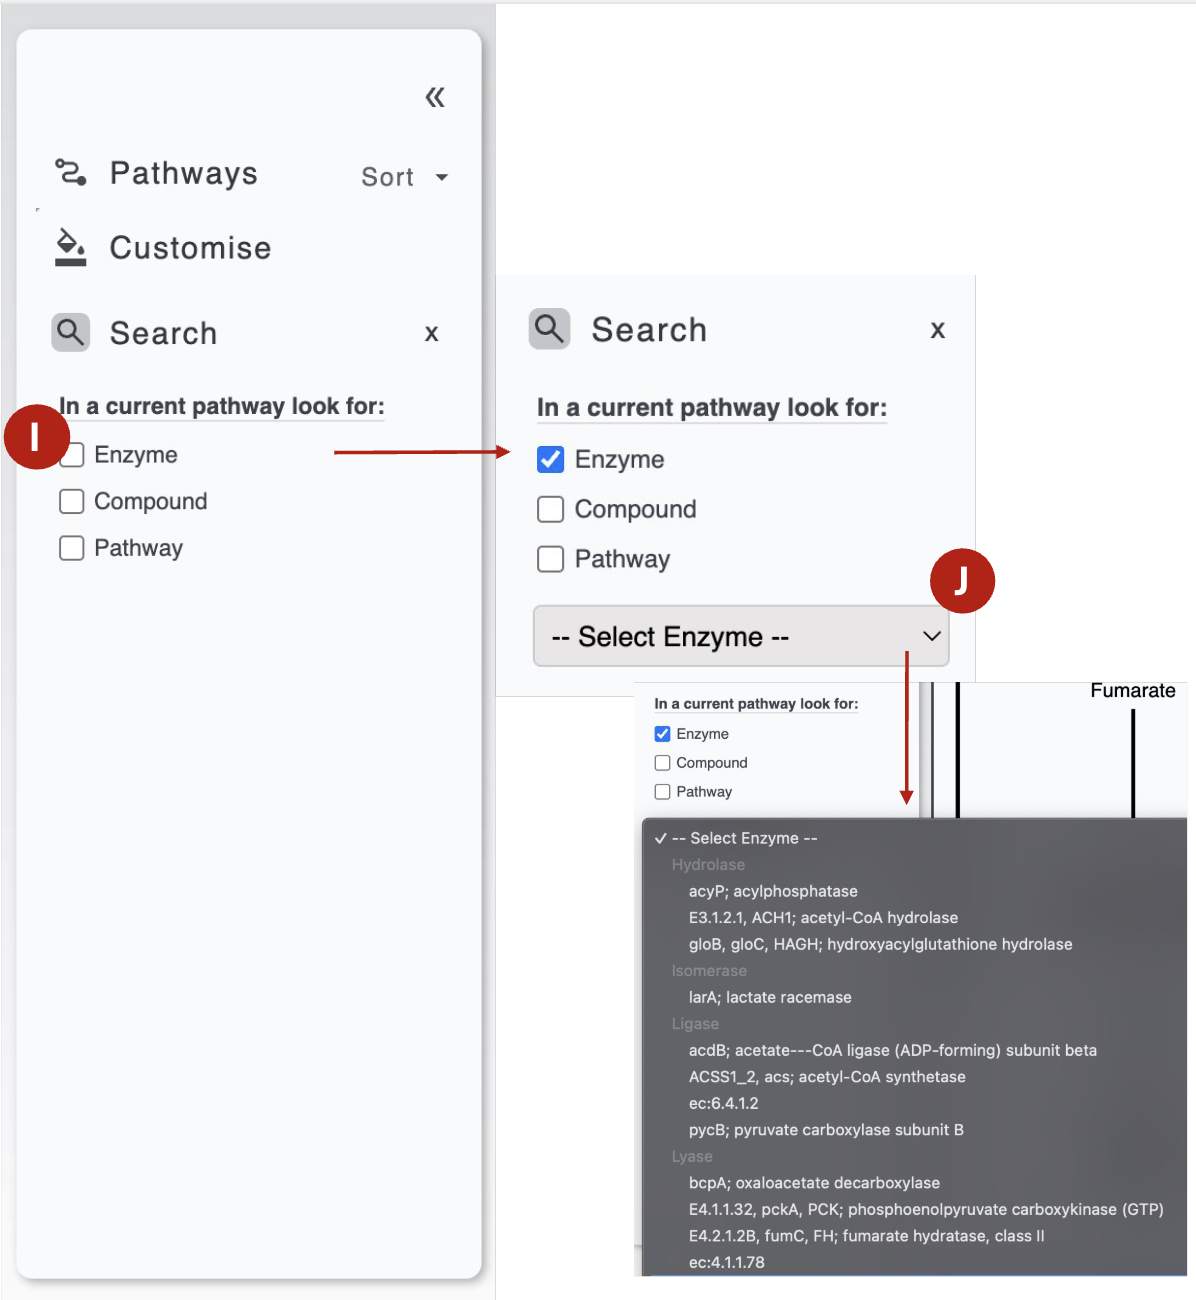 «
Pathways Sort
Customise
Search x
In a current pathway look for:
I
Enzyme
Compound
Pathway
Search x
In a current pathway look for:
Enzyme
Compound
Pathway
J
-- Select Enzyme --
In a current pathway look for:
Enzyme
Compound
Pathway
Fumarate
✓ -- Select Enzyme --
Hydrolase
acyP; acylphosphatase
E3.1.2.1, ACH1; acetyl-CoA hydrolase
gloB, gloC, HAGH; hydroxyacylglutathione hydrolase
Isomerase
larA; lactate racemase
Ligase
acdB; acetate---CoA ligase (ADP-forming) subunit beta
ACSS1_2, acs; acetyl-CoA synthetase
ec:6.4.1.2
pycB; pyruvate carboxylase subunit B
Lyase
bcpA; oxaloacetate decarboxylase
E4.1.1.32, pckA, PCK; phosphoenolpyruvate carboxykinase (GTP)
E4.2.1.2B, fumC, FH; fumarate hydratase, class II
ec:4.1.1.78